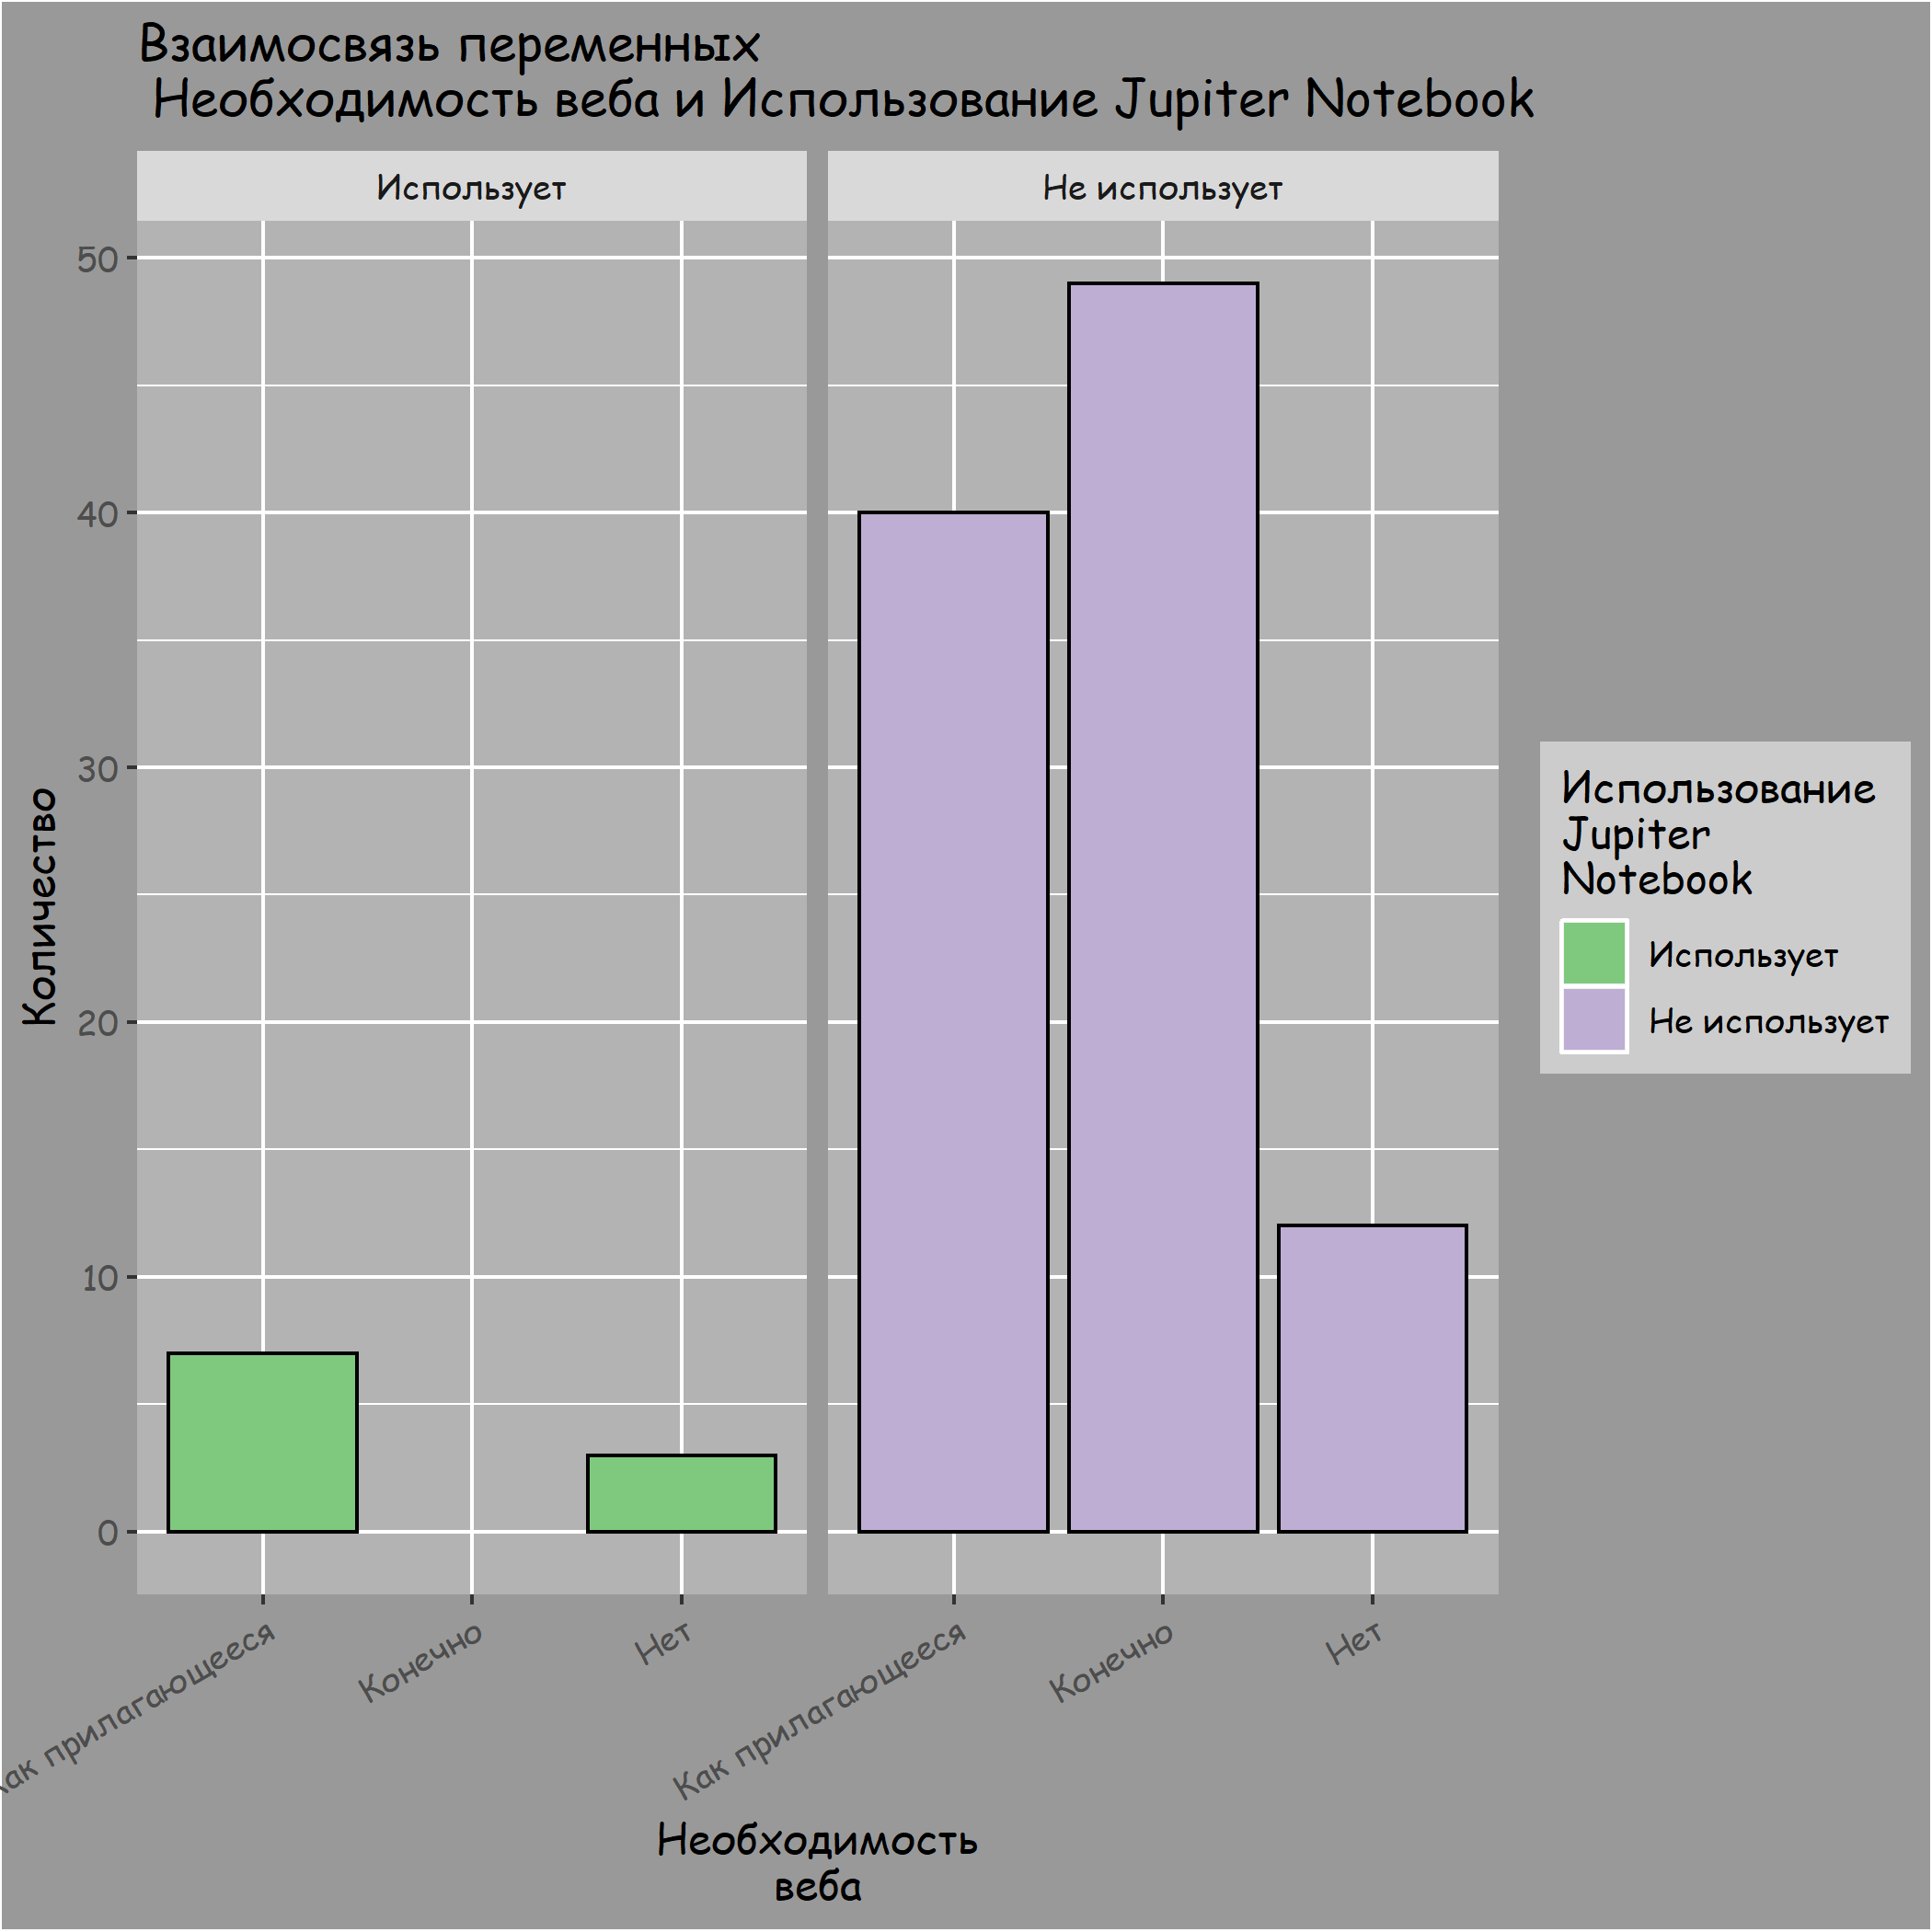 Взаимосвязь переменных
Необходимость веба и Использование Jupiter Notebook
Использует
Не использует
50
40
30
20
10
0
Количество
прилагающееся
Конечно
Нет
Как прилагающееся
Конечно
Нет
Необходимость
веба
Использование
Jupiter
Notebook
Использует
Не использует